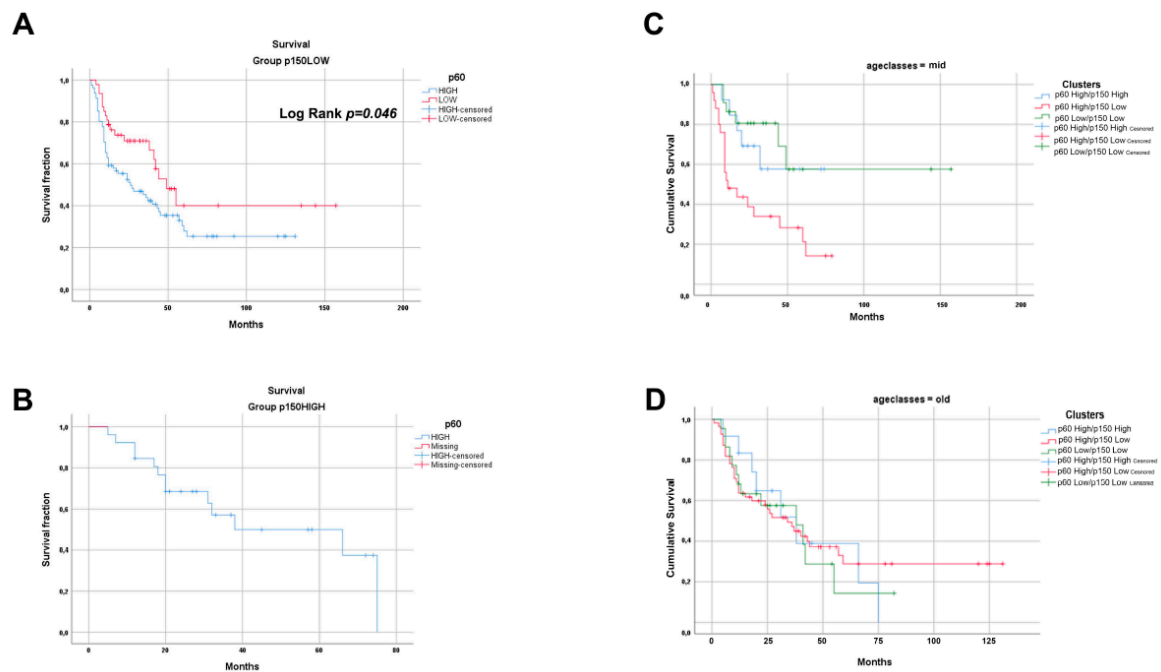 A
Survival
Group p150LOW
p60
HIGH
LOW
HIGH-censored
LOW-censored
Log Rank p=0.046
Survival fraction
1,0
0,8
0,6
0,4
0,2
0,0
0
50
100
150
200
Months
B
Survival
Group p150HIGH
p60
HIGH
Missing
HIGH-censored
Missing-censored
Survival fraction
1,0
0,8
0,6
0,4
0,2
0,0
0
20
40
60
80
Months
C
ageclasses = mid
Clusters
p60 High/p150 High
p60 High/p150 Low
p60 Low/p150 Low
p60 High/p150 High Censored
p60 High/p150 Low Censored
p60 Low/p150 Low Censored
Cumulative Survival
1,0
0,8
0,6
0,4
0,2
0,0
0
50
100
150
200
Months
D
ageclasses = old
Clusters
p60 High/p150 High
p60 High/p150 Low
p60 Low/p150 Low
p60 High/p150 High Censored
p60 High/p150 Low Censored
p60 Low/p150 Low Censored
Cumulative Survival
1,0
0,8
0,6
0,4
0,2
0,0
0
25
50
75
100
125
Months